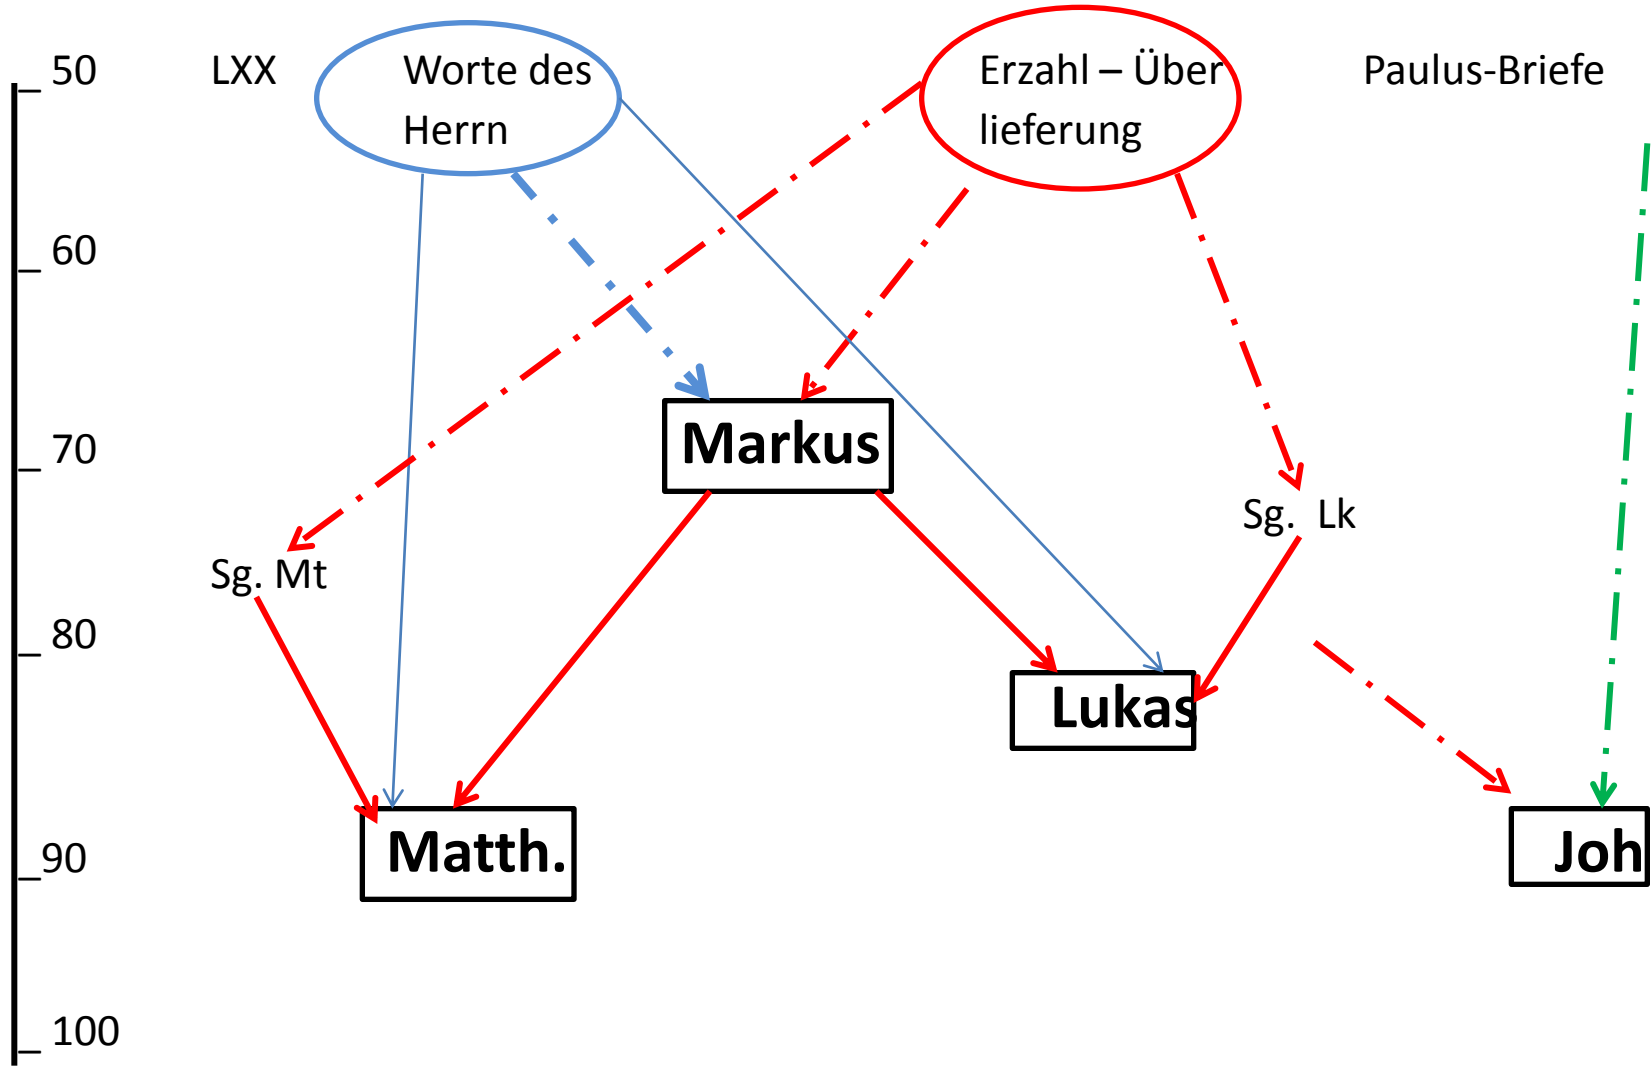 50
LXX
Worte des
Herrn
Erzahl – Über
lieferung
Paulus-Briefe
60
70
Markus
Sg. Lk
Sg. Mt
80
Lukas
90
Matth.
Joh
100